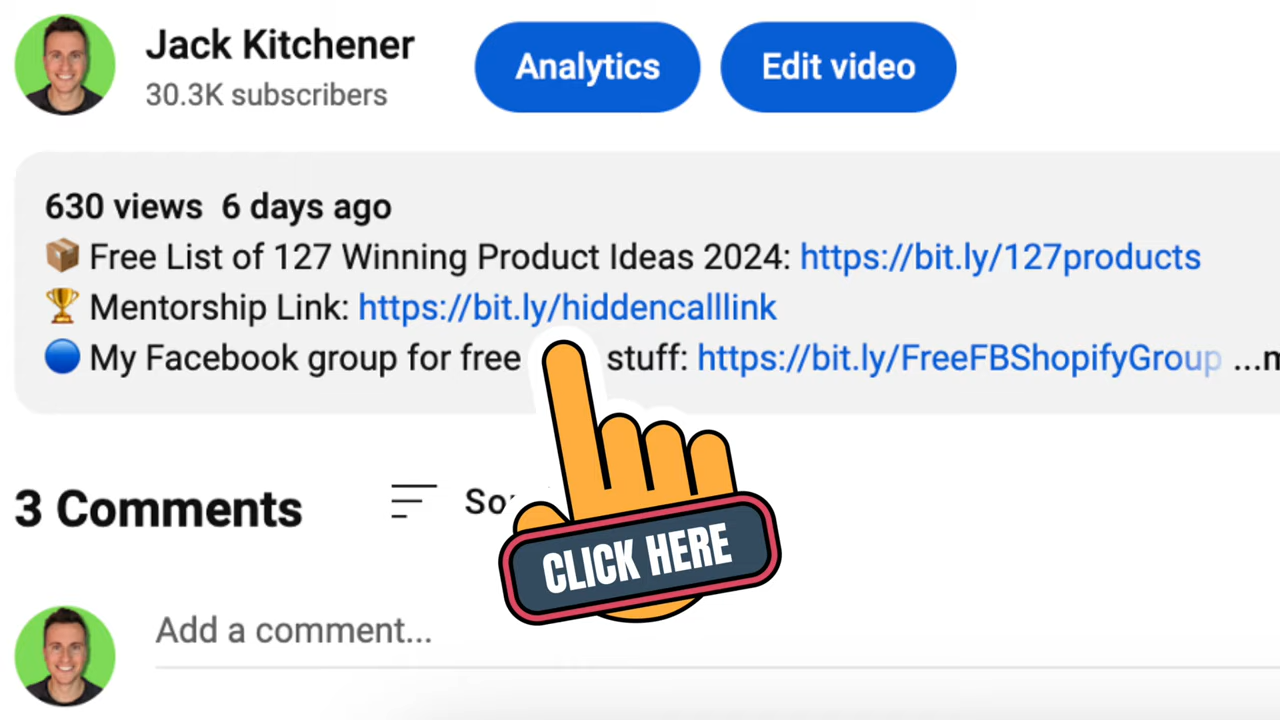 Jack Kitchener
30.3K subscribers
Analytics
Edit video
630 views 6 days ago
📦 Free List of 127 Winning Product Ideas 2024: https://bit.ly/127products
🏆 Mentorship Link: https://bit.ly/hiddencalllink
🔵 My Facebook group for free stuff: https://bit.ly/FreeFBShopifyGroup ...m
3 Comments
So
CLICK HERE
Add a comment...